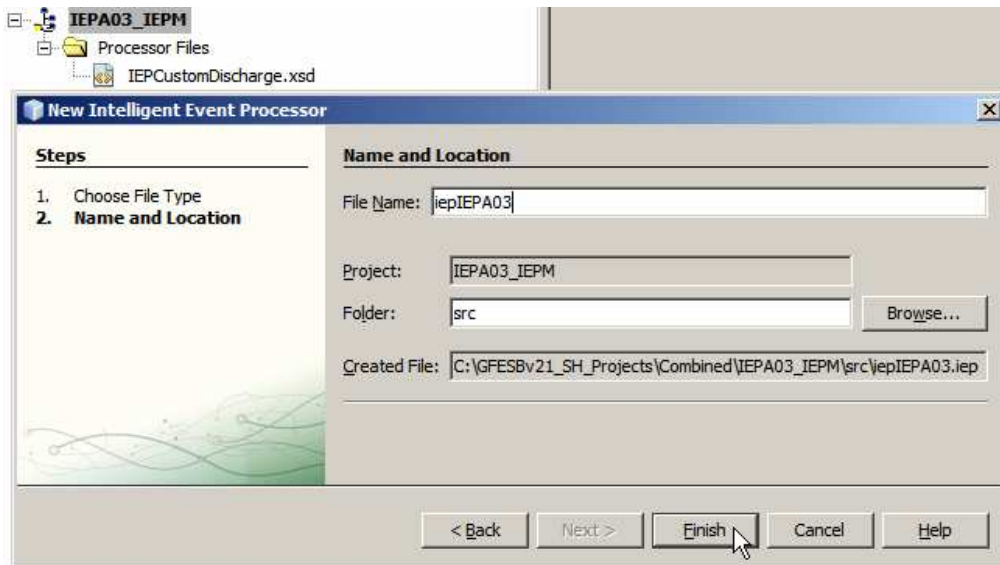 IEPA03_IEPM
Processor Files
IEPCustomDischarge.xsd
New Intelligent Event Processor
Steps
1. Choose File Type
2. Name and Location
Name and Location
File Name: iepIEPA03
Project: IEPA03_IEPM
Folder: src
Browse...
Created File: C:\GFESBv21_SH_Projects\Combined\IEPA03_IEPM\src\iepIEPA03.iep
< Back
Next >
Finish
Cancel
Help